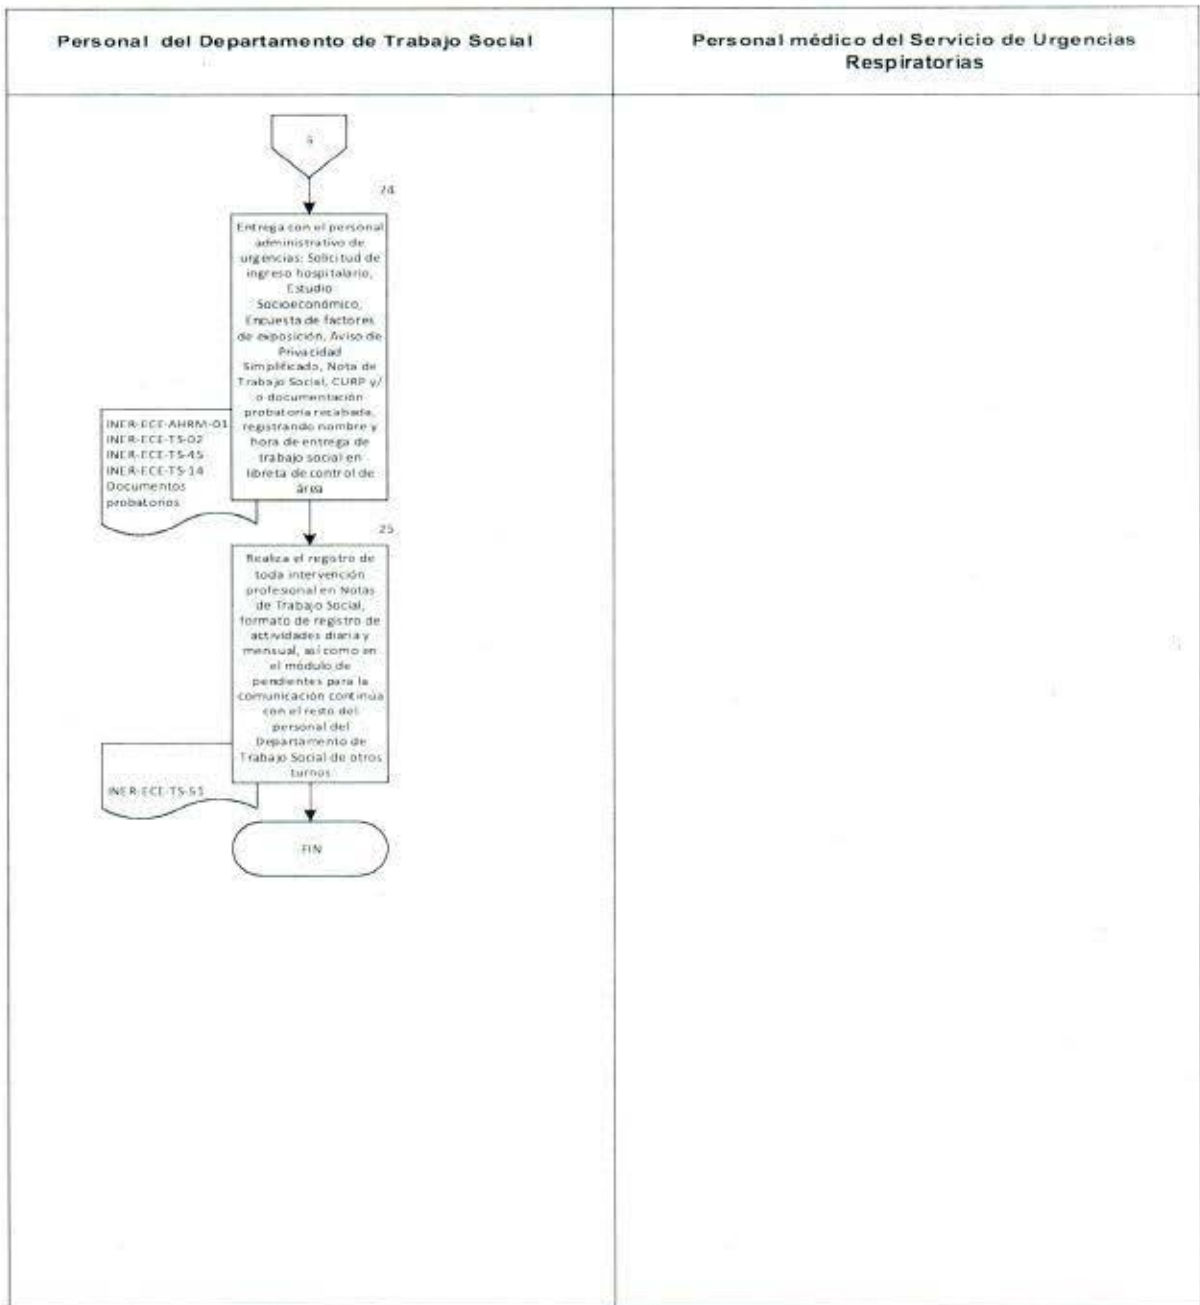 Personal del Departamento de Trabajo Social
Personal médico del Servicio de Urgencias
Respiratorias
24
Entrega con el personal
administrativo de
urgencias: Solicitud de
ingreso hospitalario,
Estudio
Socioeconómico,
Encuesta de factores
de exposición, Aviso de
Privacidad
Simplificado, Nota de
Trabajo Social, CURP y/
o documentación
probatoria recabada,
registrando nombre y
hora de entrega de
trabajo social en
libreta de control de
área
INER-ECE-AHRM-01
INER-ECE-TS-02
INER-ECE-TS-45
INER-ECE-TS-14
Documentos
probatorios
25
Realiza el registro de
toda intervención
profesional en Notas
de Trabajo Social,
formato de registro de
actividades diaria y
mensual, así como en
el módulo de
pendientes para la
comunicación continúa
con el resto del
personal del
Departamento de
Trabajo Social de otros
turnos
INER-ECE-TS-51
FIN